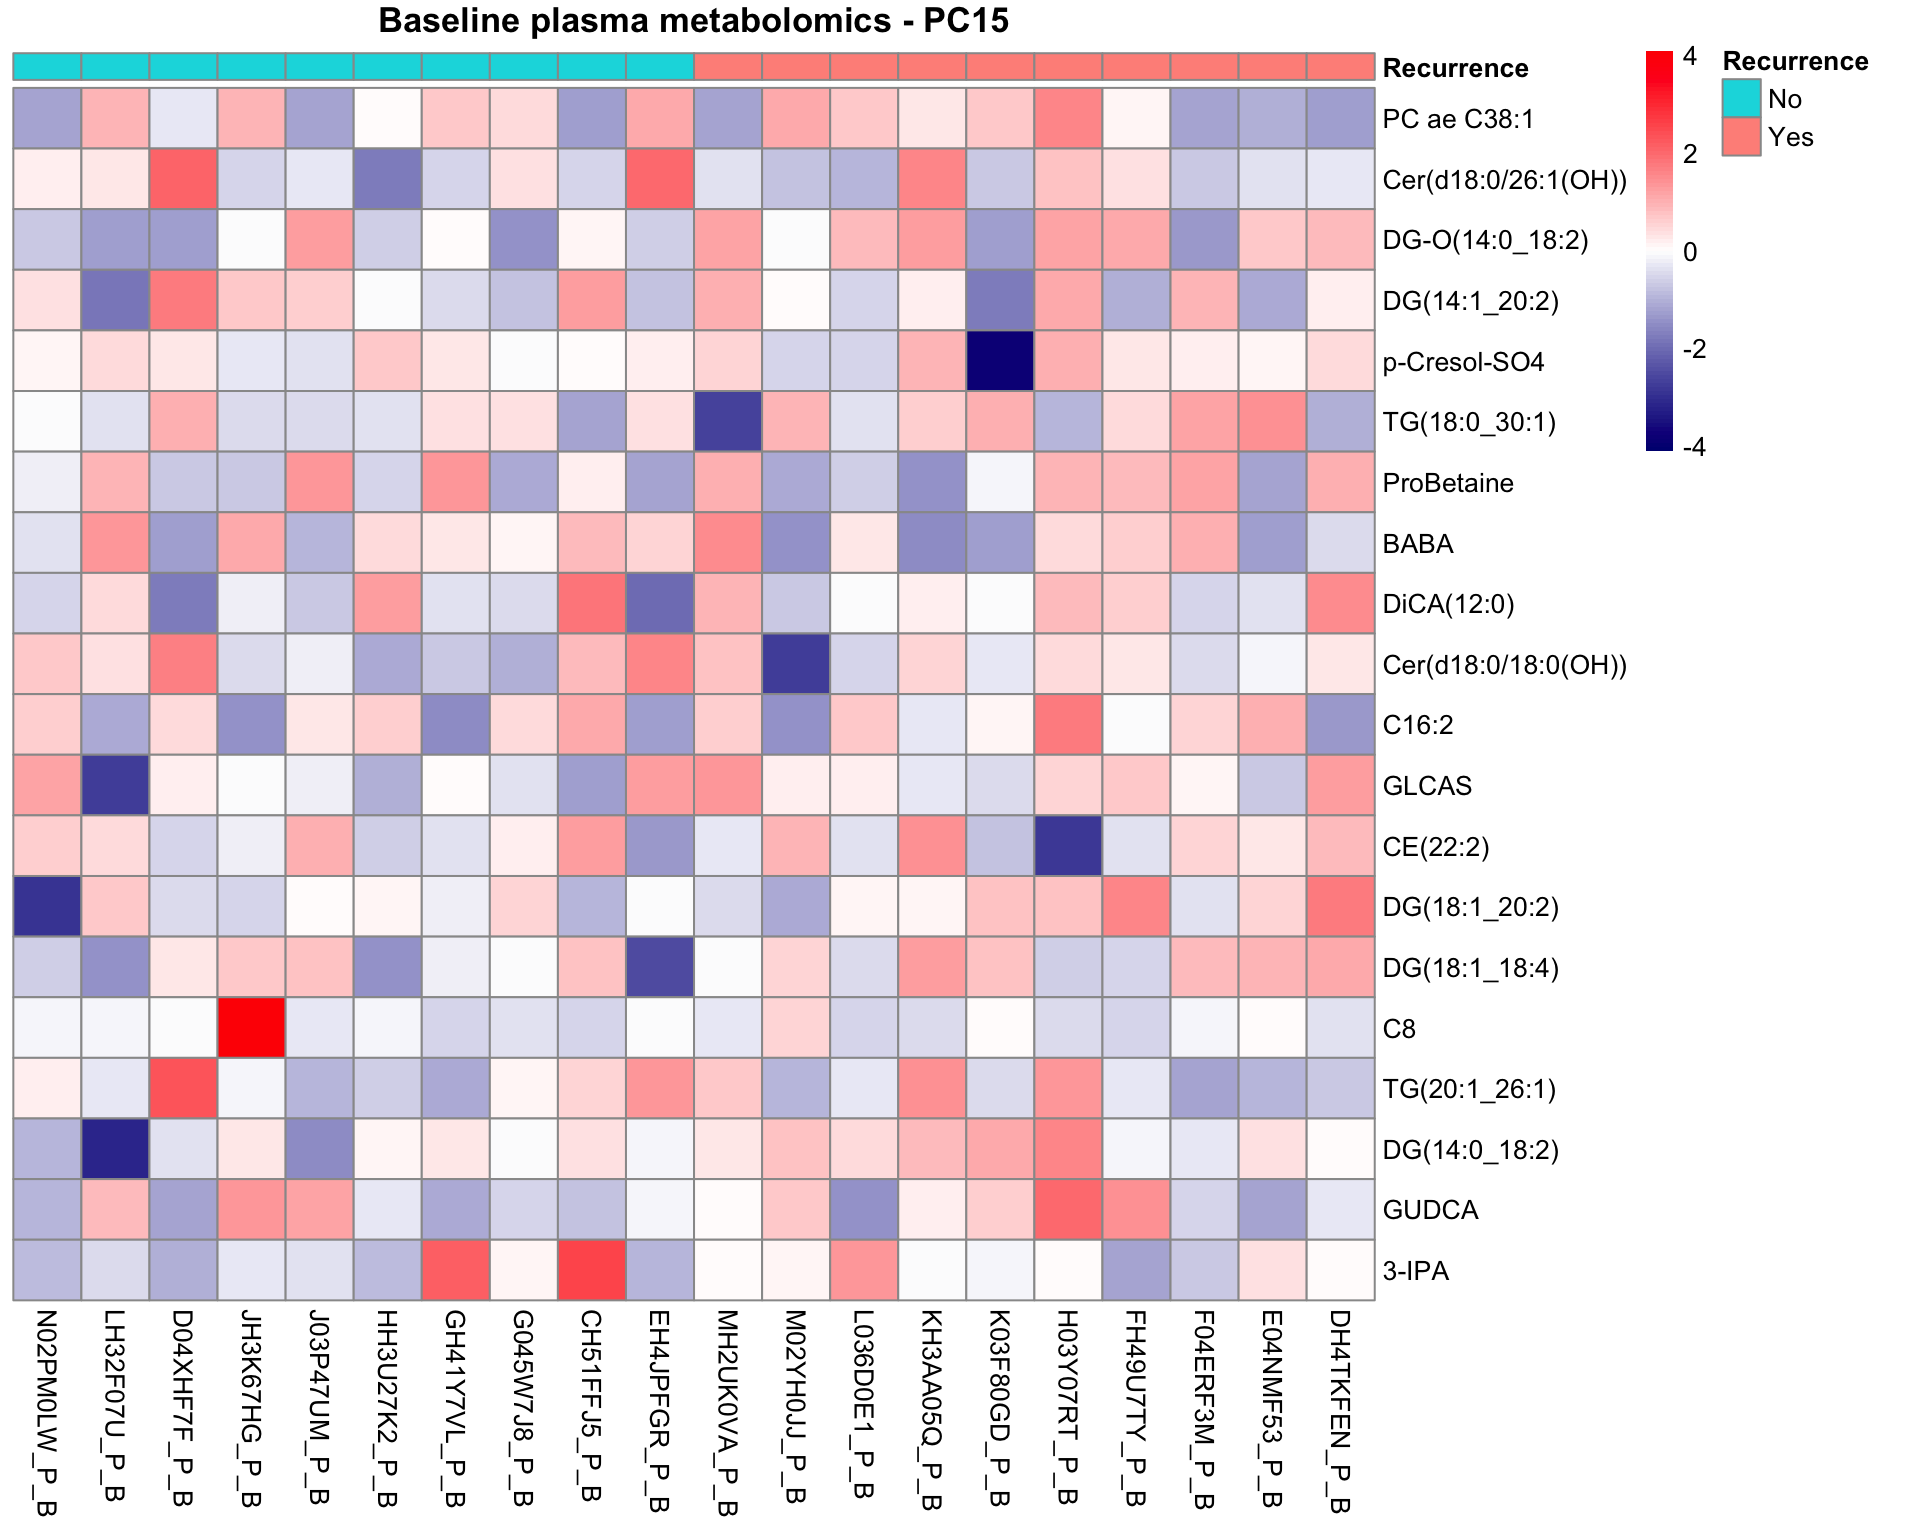 Baseline plasma metabolomics - PC15
Recurrence
PC ae C38:1
Cer(d18:0/26:1(OH))
DG-O(14:0_18:2)
DG(14:1_20:2)
p-Cresol-SO4
TG(18:0_30:1)
ProBetaine
BABA
DiCA(12:0)
Cer(d18:0/18:0(OH))
C16:2
GLCAS
CE(22:2)
DG(18:1_20:2)
DG(18:1_18:4)
C8
TG(20:1_26:1)
DG(14:0_18:2)
GUDCA
3-IPA
4
2
0
-2
-4
Recurrence
No
Yes
N02PM0LW_P_B
LH32F07U_P_B
D04XHF7F_P_B
JH3K67HG_P_B
J03P47UM_P_B
HH3U27K2_P_B
GH41Y7VL_P_B
G045W7J8_P_B
CH51FFJ5_P_B
EH4JPFGR_P_B
MH2UK0VA_P_B
M02YH0JJ_P_B
L036D0E1_P_B
KH3AA05Q_P_B
K03F80GD_P_B
H03Y07RT_P_B
FH49U7TY_P_B
F04ERF3M_P_B
E04NMF53_P_B
DH4TKFEN_P_B